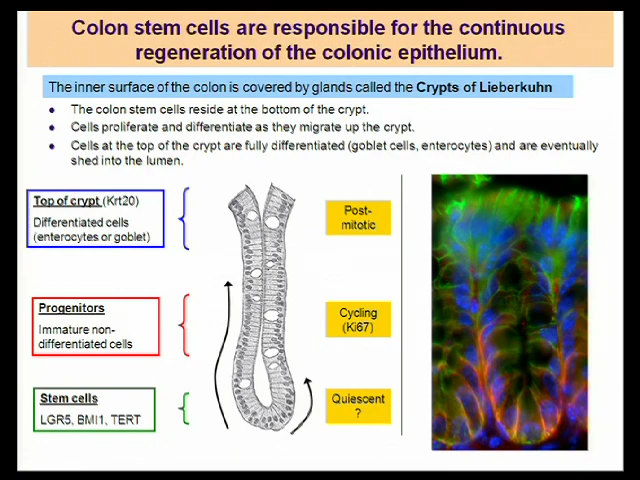 Colon stem cells are responsible for the continuous
regeneration of the colonic epithelium.
The inner surface of the colon is covered by glands called the Crypts of Lieberkuhn
• The colon stem cells reside at the bottom of the crypt.
• Cells proliferate and differentiate as they migrate up the crypt.
• Cells at the top of the crypt are fully differentiated (goblet cells, enterocytes) and are eventually
shed into the lumen.
Top of crypt (Krt20)
Differentiated cells
(enterocytes or goblet)
Post-
mitotic
Progenitors
Immature non-
differentiated cells
Cycling
(Ki67)
Stem cells
LGR5, BMI1, TERT
Quiescent
?